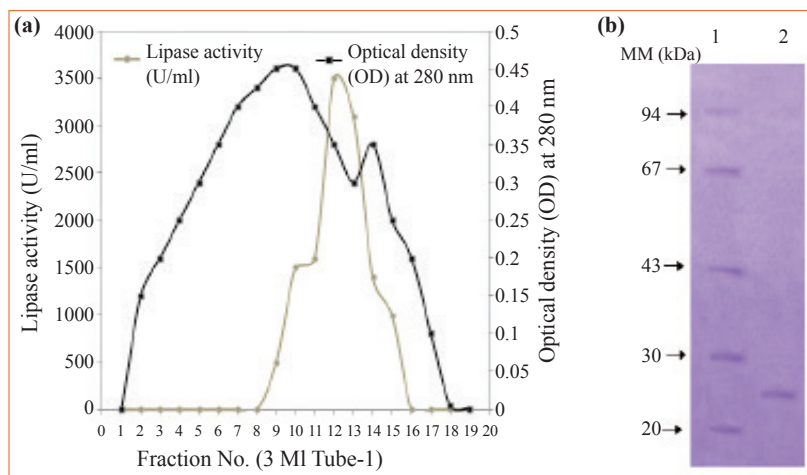 (a)
4000
3500
3000
2500
2000
1500
1000
500
0
Lipase activity (U/ml)
Lipase activity
(U/ml)
Optical density
(OD) at 280 nm
0.5
0.45
0.4
0.35
0.3
0.25
0.2
0.15
0.1
0.05
0
Optical density (OD) at 280 nm
0 1 2 3 4 5 6 7 8 9 10 11 12 13 14 15 16 17 18 19 20
Fraction No. (3 Ml Tube-1)
(b)
MM (kDa) 1 2
94
67
43
30
20